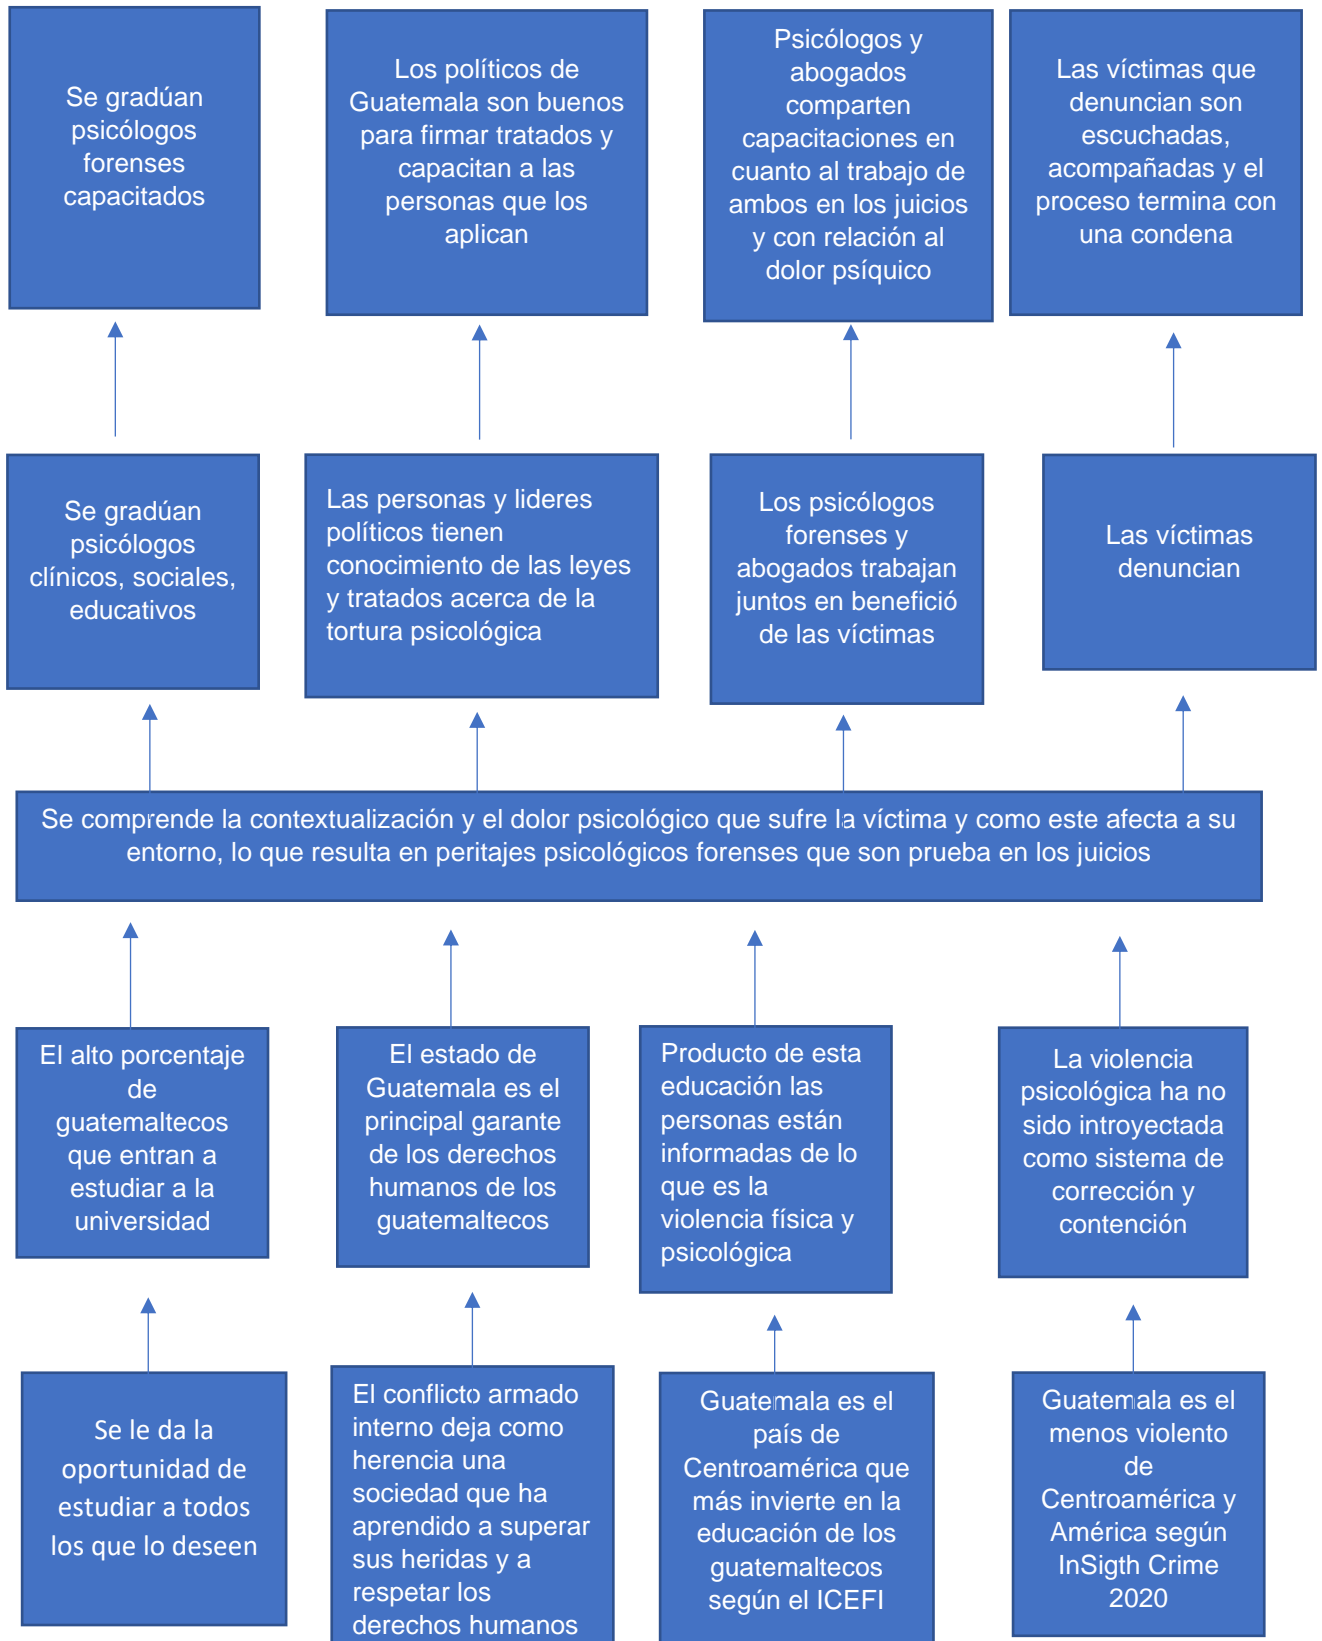 Se gradúan
psicólogos
forenses
capacitados
Los políticos de
Guatemala son buenos
para firmar tratados y
capacitan a las
personas que los
aplican
Psicólogos y
abogados
comparten
capacitaciones en
cuanto al trabajo de
ambos en los juicios
y con relación al
dolor psíquico
Las víctimas que
denuncian son
escuchadas,
acompañadas y el
proceso termina con
una condena
Se gradúan
psicólogos
clínicos, sociales,
educativos
Las personas y lideres
políticos tienen
conocimiento de las leyes
y tratados acerca de la
tortura psicológica
Los psicólogos
forenses y
abogados trabajan
juntos en benefició
de las víctimas
Las víctimas
denuncian
Se comprende la contextualización y el dolor psicológico que sufre la víctima y como este afecta a su
entorno, lo que resulta en peritajes psicológicos forenses que son prueba en los juicios
El alto porcentaje
de
guatemaltecos
que entran a
estudiar a la
universidad
El estado de
Guatemala es el
principal garante
de los derechos
humanos de los
guatemaltecos
Producto de esta
educación las
personas están
informadas de lo
que es la
violencia física y
psicológica
La violencia
psicológica ha no
sido introyectada
como sistema de
corrección y
contención
Se le da la
oportunidad de
estudiar a todos
los que lo deseen
El conflicto armado
interno deja como
herencia una
sociedad que ha
aprendido a superar
sus heridas y a
respetar los
derechos humanos
Guatemala es el
país de
Centroamérica que
más invierte en la
educación de los
guatemaltecos
según el ICEFI
Guatemala es el
menos violento
de
Centroamérica y
América según
InSigth Crime
2020